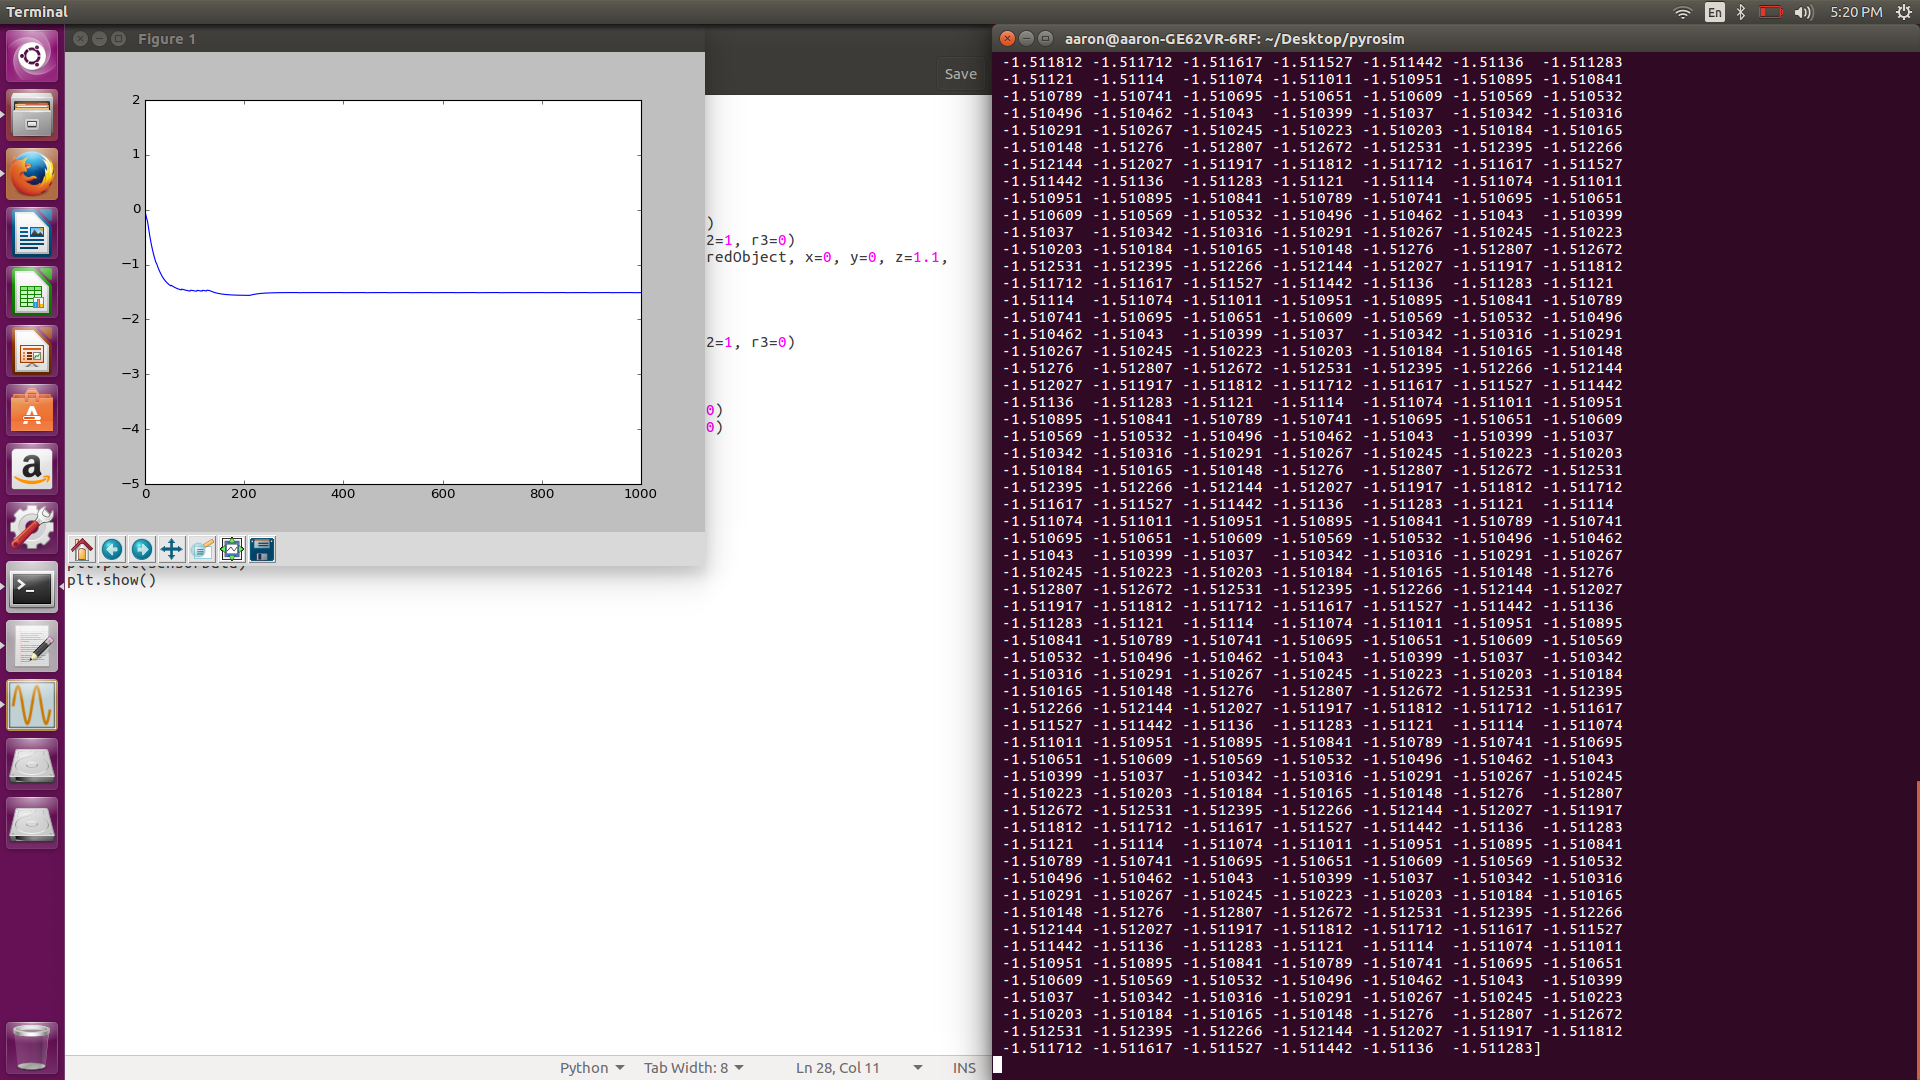 Terminal
En
5:20 PM
Figure 1
Save
2
1
0
−1
−2
−3
−4
−5
0 200 400 600 800 1000
)
2=1, r3=0)
redObject, x=0, y=0, z=1.1,
2=1, r3=0)
0)
0)
plt.show()
Python Tab Width: 8 Ln 28, Col 11 INS
aaron@aaron-GE62VR-6RF: ~/Desktop/pyrosim
-1.511812 -1.511712 -1.511617 -1.511527 -1.511442 -1.51136 -1.511283
-1.51121 -1.51114 -1.511074 -1.511011 -1.510951 -1.510895 -1.510841
-1.510789 -1.510741 -1.510695 -1.510651 -1.510609 -1.510569 -1.510532
-1.510496 -1.510462 -1.51043 -1.510399 -1.51037 -1.510342 -1.510316
-1.510291 -1.510267 -1.510245 -1.510223 -1.510203 -1.510184 -1.510165
-1.510148 -1.51276 -1.512807 -1.512672 -1.512531 -1.512395 -1.512266
-1.512144 -1.512027 -1.511917 -1.511812 -1.511712 -1.511617 -1.511527
-1.511442 -1.51136 -1.511283 -1.51121 -1.51114 -1.511074 -1.511011
-1.510951 -1.510895 -1.510841 -1.510789 -1.510741 -1.510695 -1.510651
-1.510609 -1.510569 -1.510532 -1.510496 -1.510462 -1.51043 -1.510399
-1.51037 -1.510342 -1.510316 -1.510291 -1.510267 -1.510245 -1.510223
-1.510203 -1.510184 -1.510165 -1.510148 -1.51276 -1.512807 -1.512672
-1.512531 -1.512395 -1.512266 -1.512144 -1.512027 -1.511917 -1.511812
-1.511712 -1.511617 -1.511527 -1.511442 -1.51136 -1.511283 -1.51121
-1.51114 -1.511074 -1.511011 -1.510951 -1.510895 -1.510841 -1.510789
-1.510741 -1.510695 -1.510651 -1.510609 -1.510569 -1.510532 -1.510496
-1.510462 -1.51043 -1.510399 -1.51037 -1.510342 -1.510316 -1.510291
-1.510267 -1.510245 -1.510223 -1.510203 -1.510184 -1.510165 -1.510148
-1.51276 -1.512807 -1.512672 -1.512531 -1.512395 -1.512266 -1.512144
-1.512027 -1.511917 -1.511812 -1.511712 -1.511617 -1.511527 -1.511442
-1.51136 -1.511283 -1.51121 -1.51114 -1.511074 -1.511011 -1.510951
-1.510895 -1.510841 -1.510789 -1.510741 -1.510695 -1.510651 -1.510609
-1.510569 -1.510532 -1.510496 -1.510462 -1.51043 -1.510399 -1.51037
-1.510342 -1.510316 -1.510291 -1.510267 -1.510245 -1.510223 -1.510203
-1.510184 -1.510165 -1.510148 -1.51276 -1.512807 -1.512672 -1.512531
-1.512395 -1.512266 -1.512144 -1.512027 -1.511917 -1.511812 -1.511712
-1.511617 -1.511527 -1.511442 -1.51136 -1.511283 -1.51121 -1.51114
-1.511074 -1.511011 -1.510951 -1.510895 -1.510841 -1.510789 -1.510741
-1.510695 -1.510651 -1.510609 -1.510569 -1.510532 -1.510496 -1.510462
-1.51043 -1.510399 -1.51037 -1.510342 -1.510316 -1.510291 -1.510267
-1.510245 -1.510223 -1.510203 -1.510184 -1.510165 -1.510148 -1.51276
-1.512807 -1.512672 -1.512531 -1.512395 -1.512266 -1.512144 -1.512027
-1.511917 -1.511812 -1.511712 -1.511617 -1.511527 -1.511442 -1.51136
-1.511283 -1.51121 -1.51114 -1.511074 -1.511011 -1.510951 -1.510895
-1.510841 -1.510789 -1.510741 -1.510695 -1.510651 -1.510609 -1.510569
-1.510532 -1.510496 -1.510462 -1.51043 -1.510399 -1.51037 -1.510342
-1.510316 -1.510291 -1.510267 -1.510245 -1.510223 -1.510203 -1.510184
-1.510165 -1.510148 -1.51276 -1.512807 -1.512672 -1.512531 -1.512395
-1.512266 -1.512144 -1.512027 -1.511917 -1.511812 -1.511712 -1.511617
-1.511527 -1.511442 -1.51136 -1.511283 -1.51121 -1.51114 -1.511074
-1.511011 -1.510951 -1.510895 -1.510841 -1.510789 -1.510741 -1.510695
-1.510651 -1.510609 -1.510569 -1.510532 -1.510496 -1.510462 -1.51043
-1.510399 -1.51037 -1.510342 -1.510316 -1.510291 -1.510267 -1.510245
-1.510223 -1.510203 -1.510184 -1.510165 -1.510148 -1.51276 -1.512807
-1.512672 -1.512531 -1.512395 -1.512266 -1.512144 -1.512027 -1.511917
-1.511812 -1.511712 -1.511617 -1.511527 -1.511442 -1.51136 -1.511283
-1.51121 -1.51114 -1.511074 -1.511011 -1.510951 -1.510895 -1.510841
-1.510789 -1.510741 -1.510695 -1.510651 -1.510609 -1.510569 -1.510532
-1.510496 -1.510462 -1.51043 -1.510399 -1.51037 -1.510342 -1.510316
-1.510291 -1.510267 -1.510245 -1.510223 -1.510203 -1.510184 -1.510165
-1.510148 -1.51276 -1.512807 -1.512672 -1.512531 -1.512395 -1.512266
-1.512144 -1.512027 -1.511917 -1.511812 -1.511712 -1.511617 -1.511527
-1.511442 -1.51136 -1.511283 -1.51121 -1.51114 -1.511074 -1.511011
-1.510951 -1.510895 -1.510841 -1.510789 -1.510741 -1.510695 -1.510651
-1.510609 -1.510569 -1.510532 -1.510496 -1.510462 -1.51043 -1.510399
-1.51037 -1.510342 -1.510316 -1.510291 -1.510267 -1.510245 -1.510223
-1.510203 -1.510184 -1.510165 -1.510148 -1.51276 -1.512807 -1.512672
-1.512531 -1.512395 -1.512266 -1.512144 -1.512027 -1.511917 -1.511812
-1.511712 -1.511617 -1.511527 -1.511442 -1.51136 -1.511283]